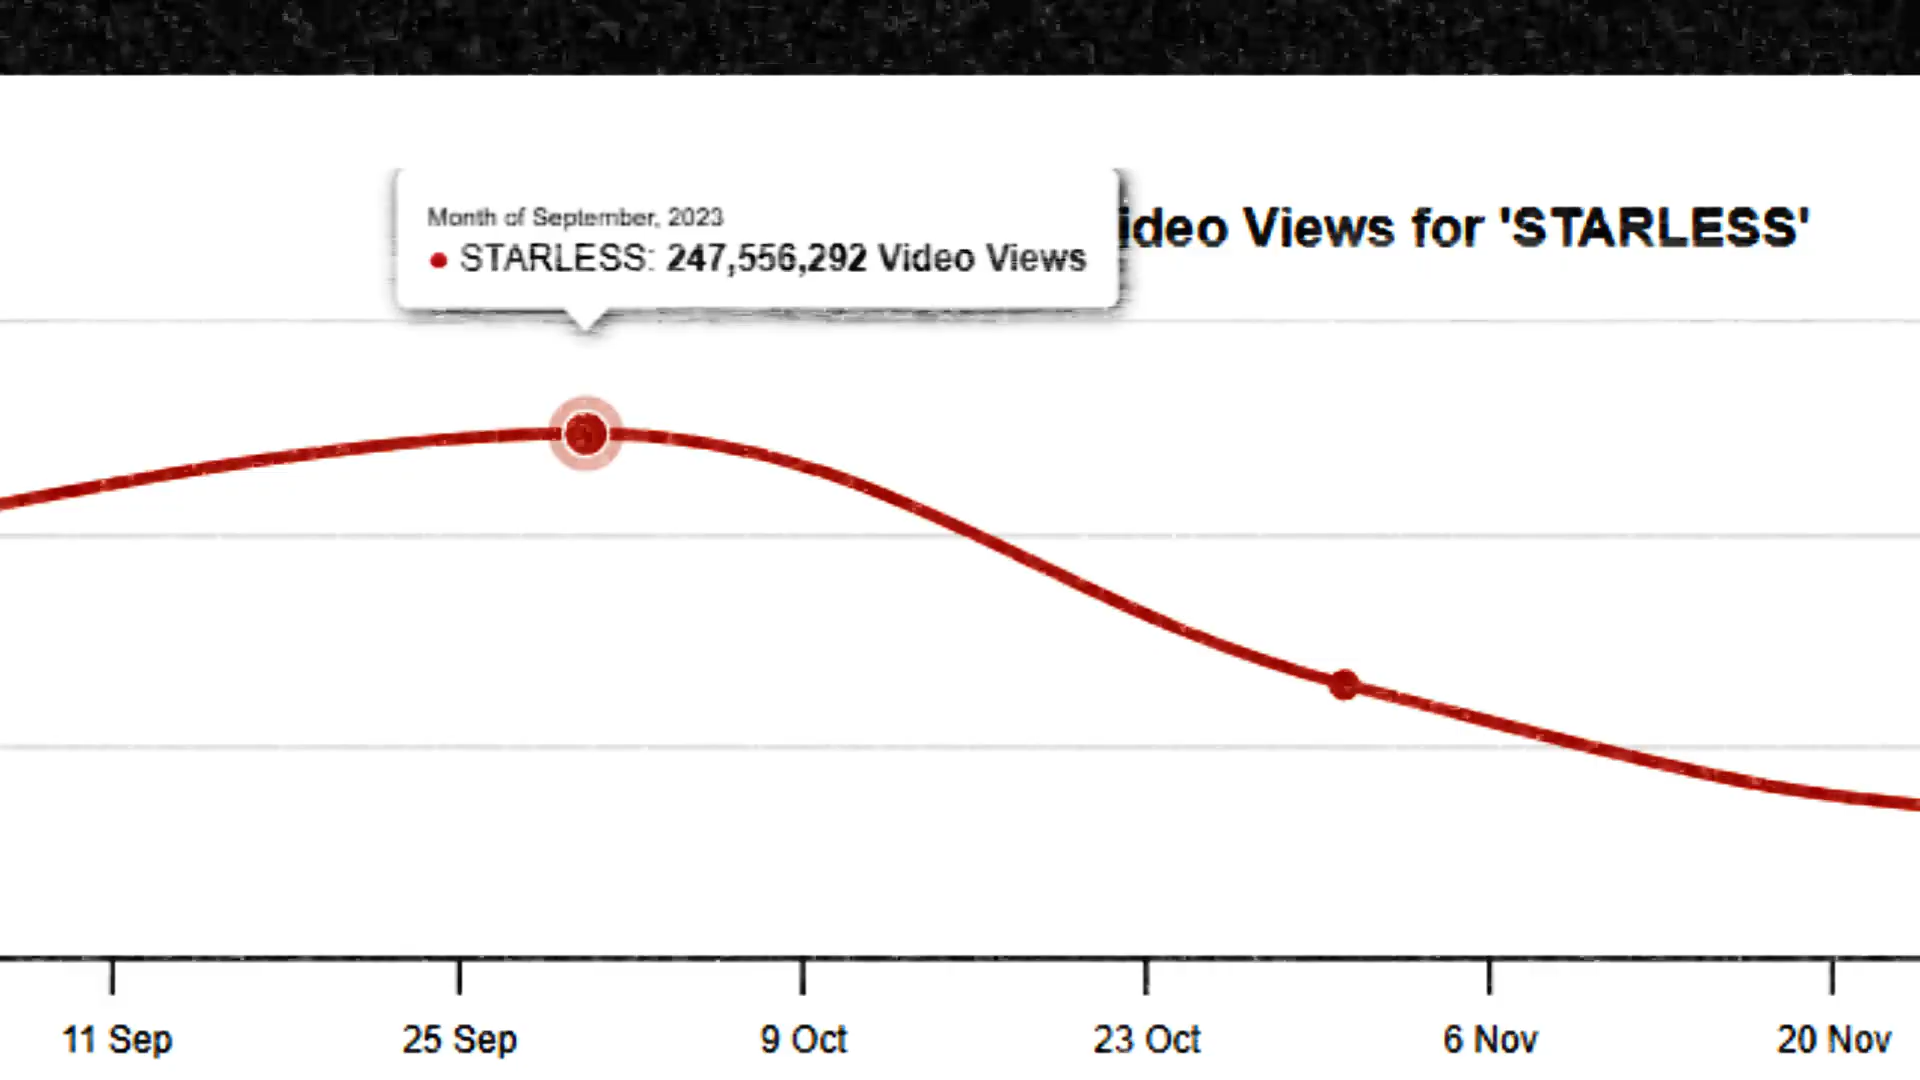 Month of September, 2023
STARLESS: 247,556,292 Video Views
ideo Views for 'STARLESS'
11 Sep
25 Sep
9 Oct
23 Oct
6 Nov
20 Nov